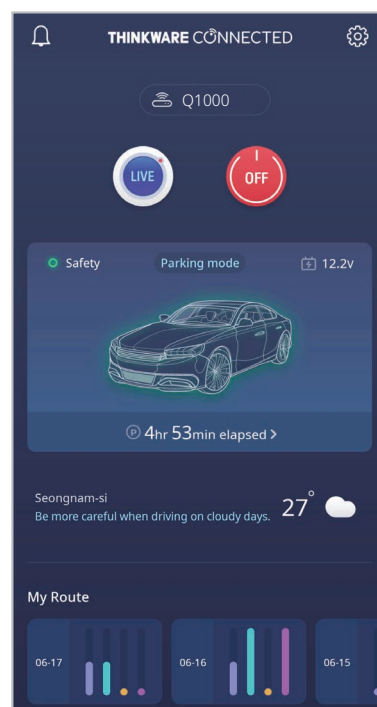 THINKWARE CONNECTED
Q1000
LIVE
OFF
Safety
Parking mode
12.2v
P 4hr 53min elapsed >
Seongnam-si
Be more careful when driving on cloudy days.
27°
My Route
06-17
06-16
06-15